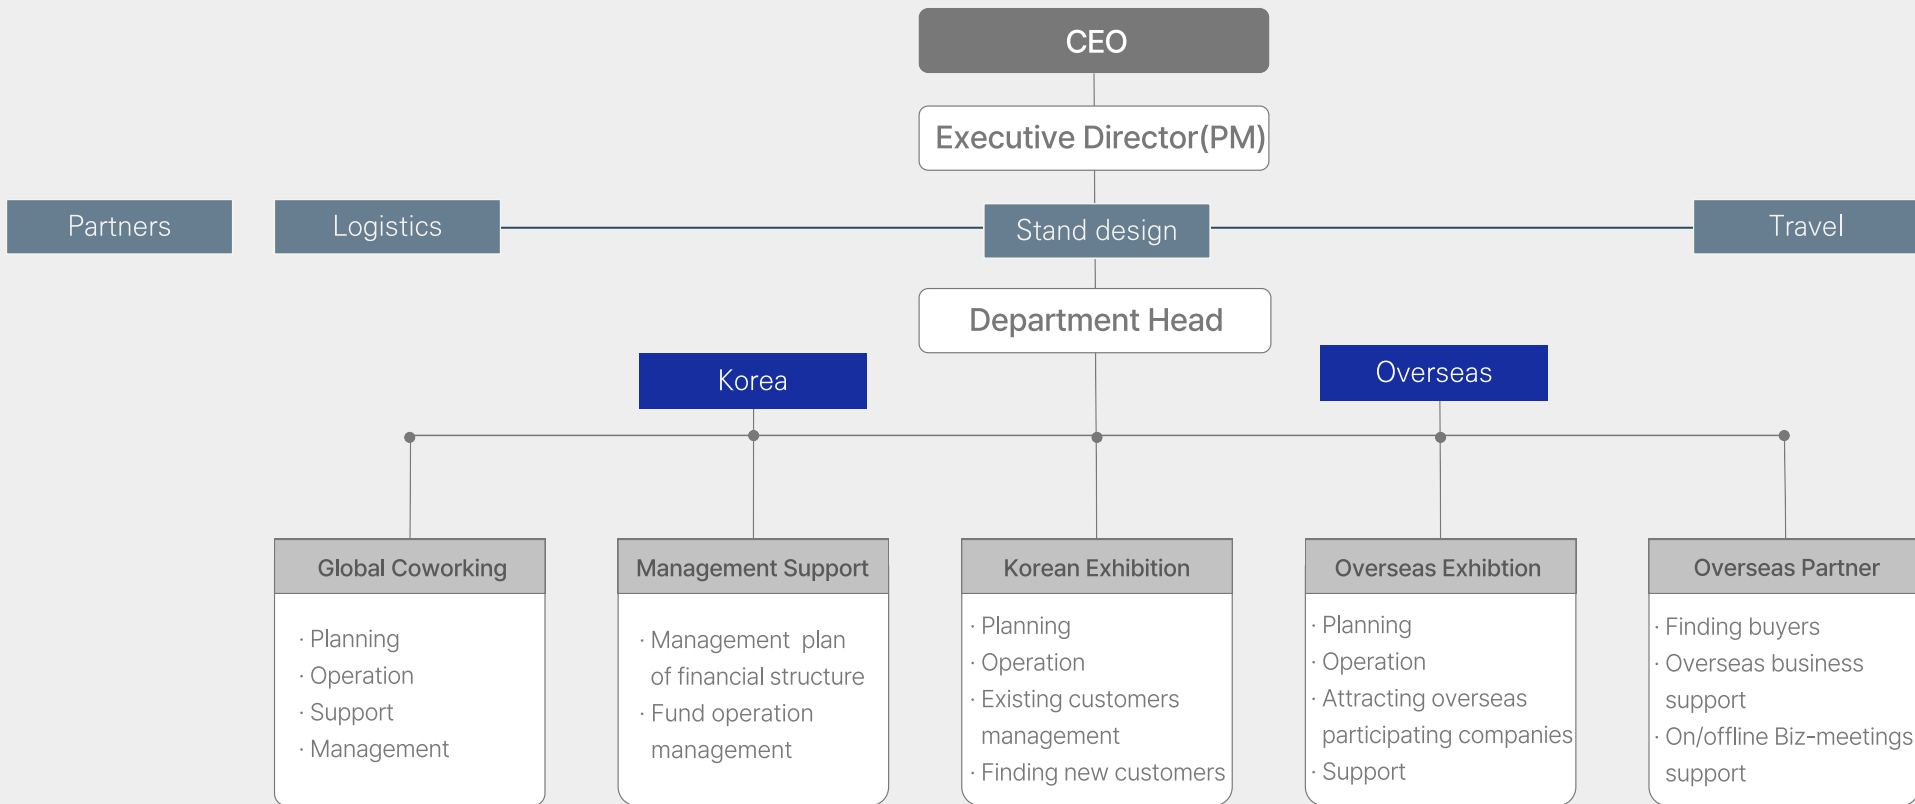 CEO
Executive Director(PM)
Partners
Logistics
Stand design
Travel
Department Head
Korea
Overseas
Global Coworking
· Planning
· Operation
· Support
· Management
Management Support
· Management plan
of financial structure
· Fund operation
management
Korean Exhibition
· Planning
· Operation
· Existing customers
management
· Finding new customers
Overseas Exhibtion
· Planning
· Operation
· Attracting overseas
participating companies
· Support
Overseas Partner
· Finding buyers
· Overseas business
support
· On/offline Biz-meetings
support